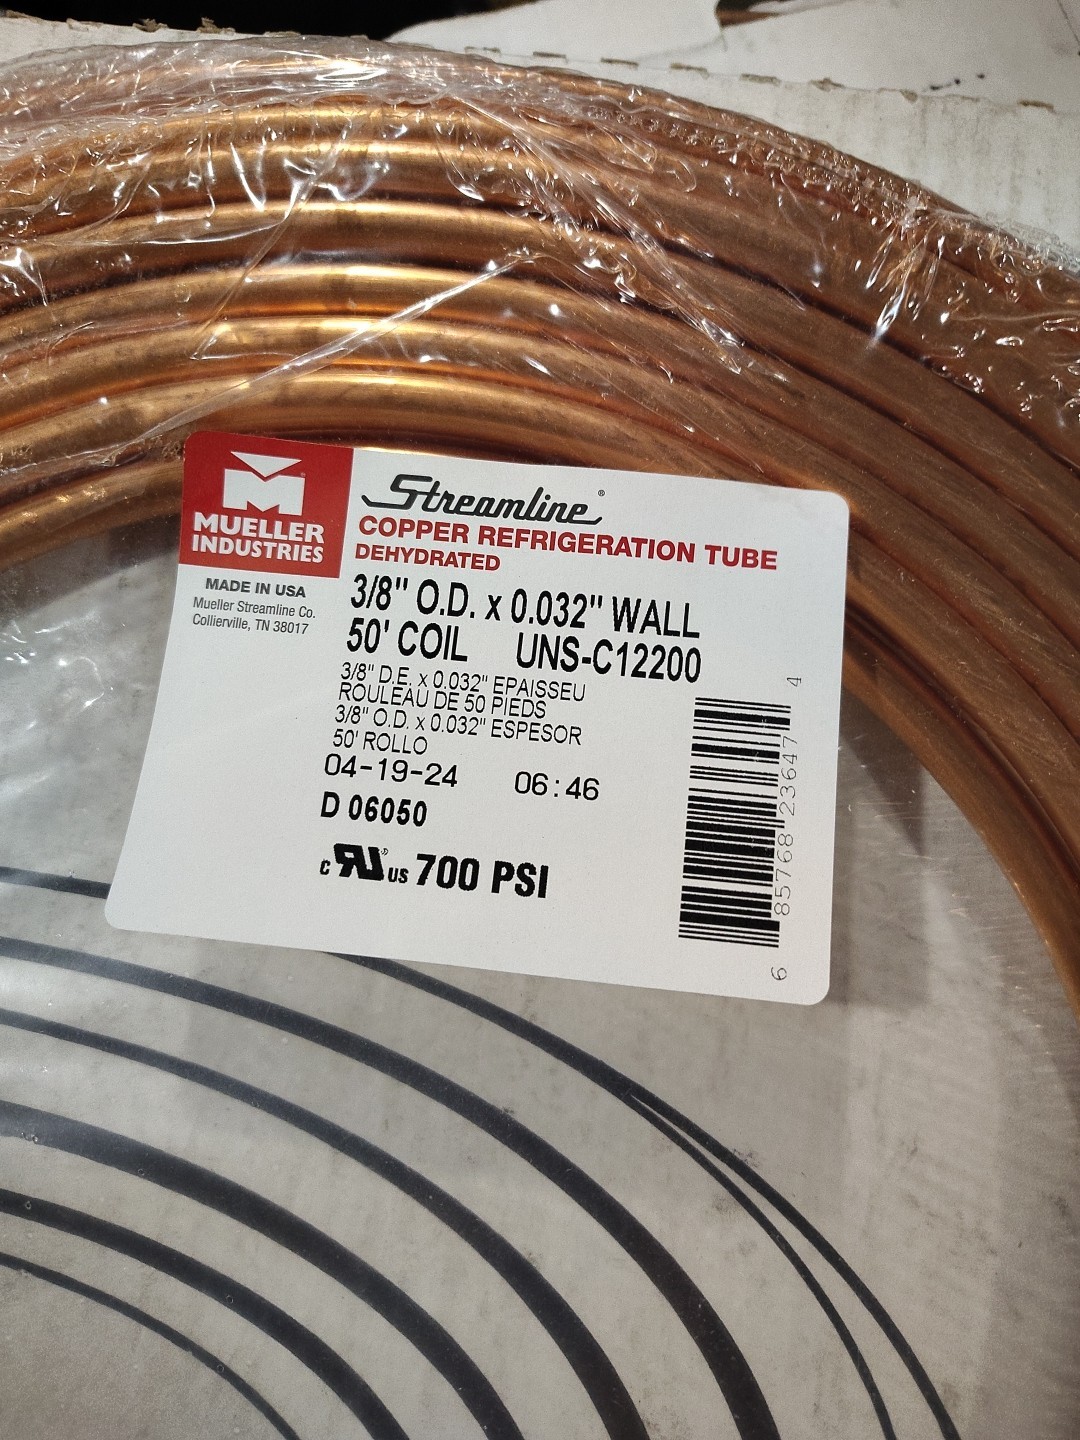 MUELLER
INDUSTRIES
MADE IN USA
Mueller Streamline Co.
Collierville, TN 38017
Streamline®
COPPER REFRIGERATION TUBE
DEHYDRATED
3/8" O.D. x 0.032" WALL
50' COIL UNS-C12200
3/8" D.E. x 0.032" EPAISSEU
ROULEAU DE 50 PIEDS
3/8" O.D. x 0.032" ESPESOR
50' ROLLO
04-19-24 06:46
D 06050
c RU® us 700 PSI
6 85768 23647 4